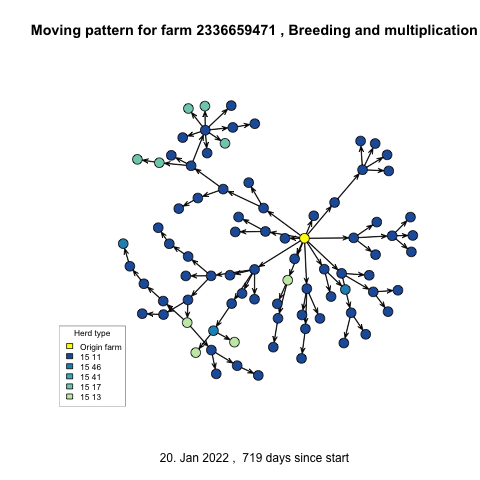 Moving pattern for farm 2336659471 , Breeding and multiplication
Herd type
Origin farm
15 11
15 46
15 41
15 17
15 13
20. Jan 2022 ,  719 days since start